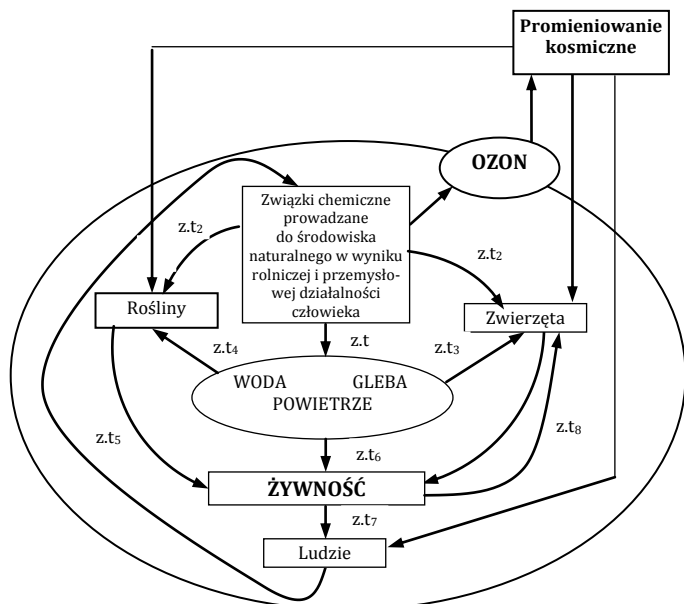 Promieniowanie
kosmiczne
OZON
Związki chemiczne
prowadzane
do środowiska
naturalnego w wyniku
rolniczej i przemysło-
wej działalności
człowieka
z.t₂
z.t₂
Rośliny
Zwierzęta
z.t
z.t₄
z.t₃
WODA GLEBA
POWIETRZE
z.t₅
z.t₆
z.t₈
ŻYWNOŚĆ
z.t₇
Ludzie